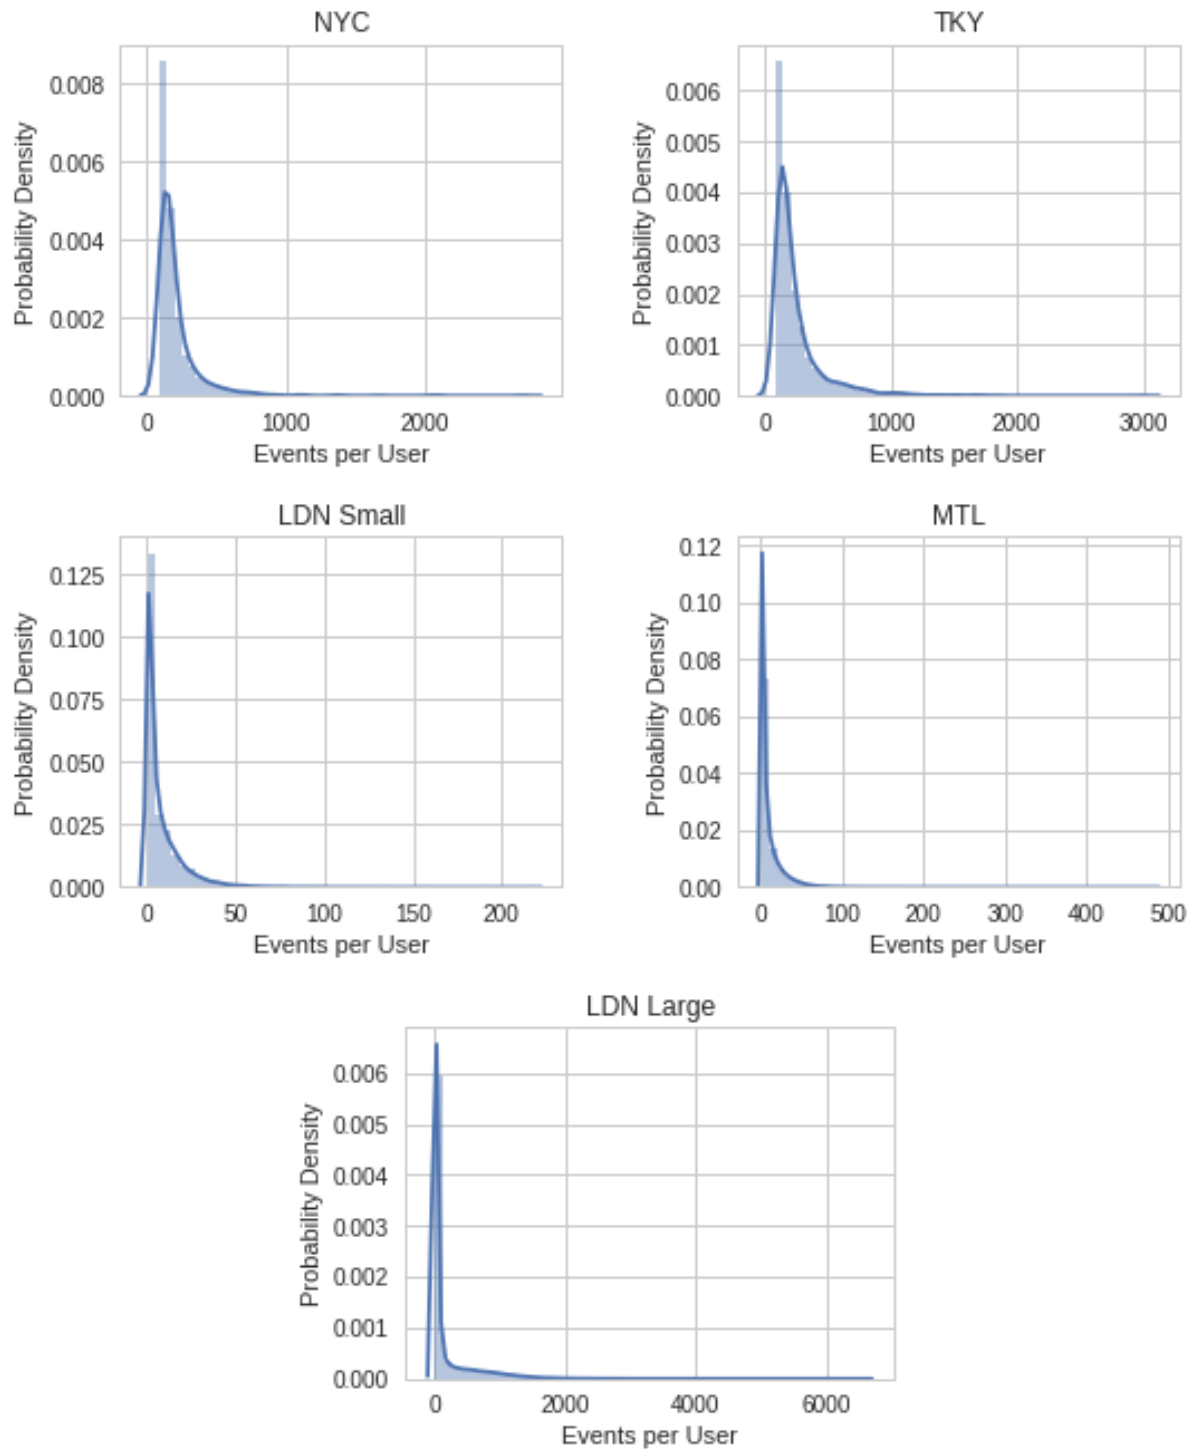 NYC
Probability Density
0.008
0.006
0.004
0.002
0.000
0 1000 2000
Events per User
TKY
Probability Density
0.006
0.005
0.004
0.003
0.002
0.001
0.000
0 1000 2000 3000
Events per User
LDN Small
Probability Density
0.125
0.100
0.075
0.050
0.025
0.000
0 50 100 150 200
Events per User
MTL
Probability Density
0.12
0.10
0.08
0.06
0.04
0.02
0.00
0 100 200 300 400 500
Events per User
LDN Large
Probability Density
0.006
0.005
0.004
0.003
0.002
0.001
0.000
0 2000 4000 6000
Events per User